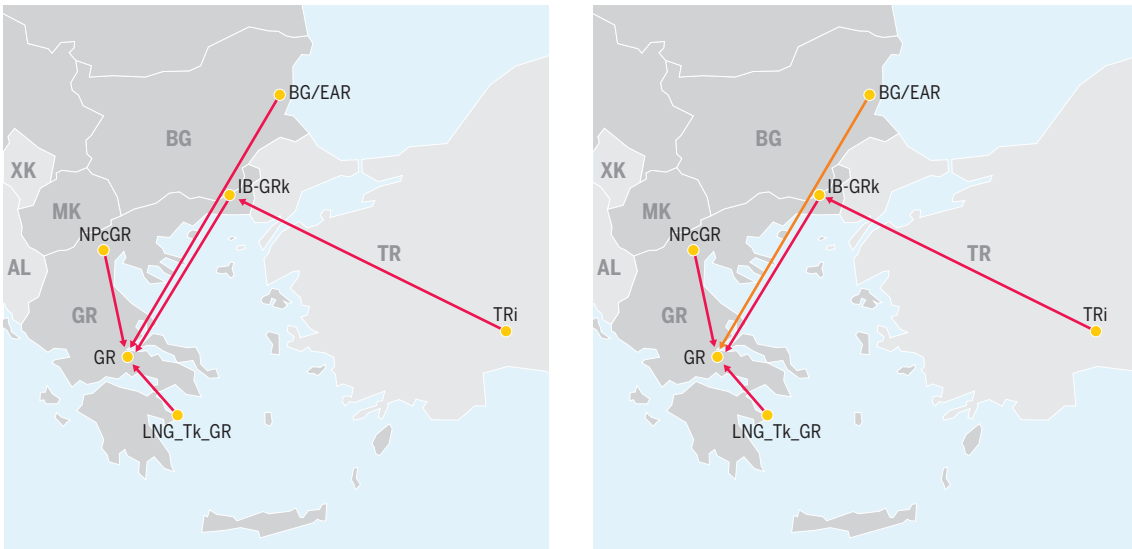 BG/EAR
BG
XK
IB-GRk
MK
NPcGR
TR
AL
GR
TRi
GR
LNG_Tk_GR
BG/EAR
BG
XK
IB-GRk
MK
NPcGR
TR
AL
GR
TRi
GR
LNG_Tk_GR